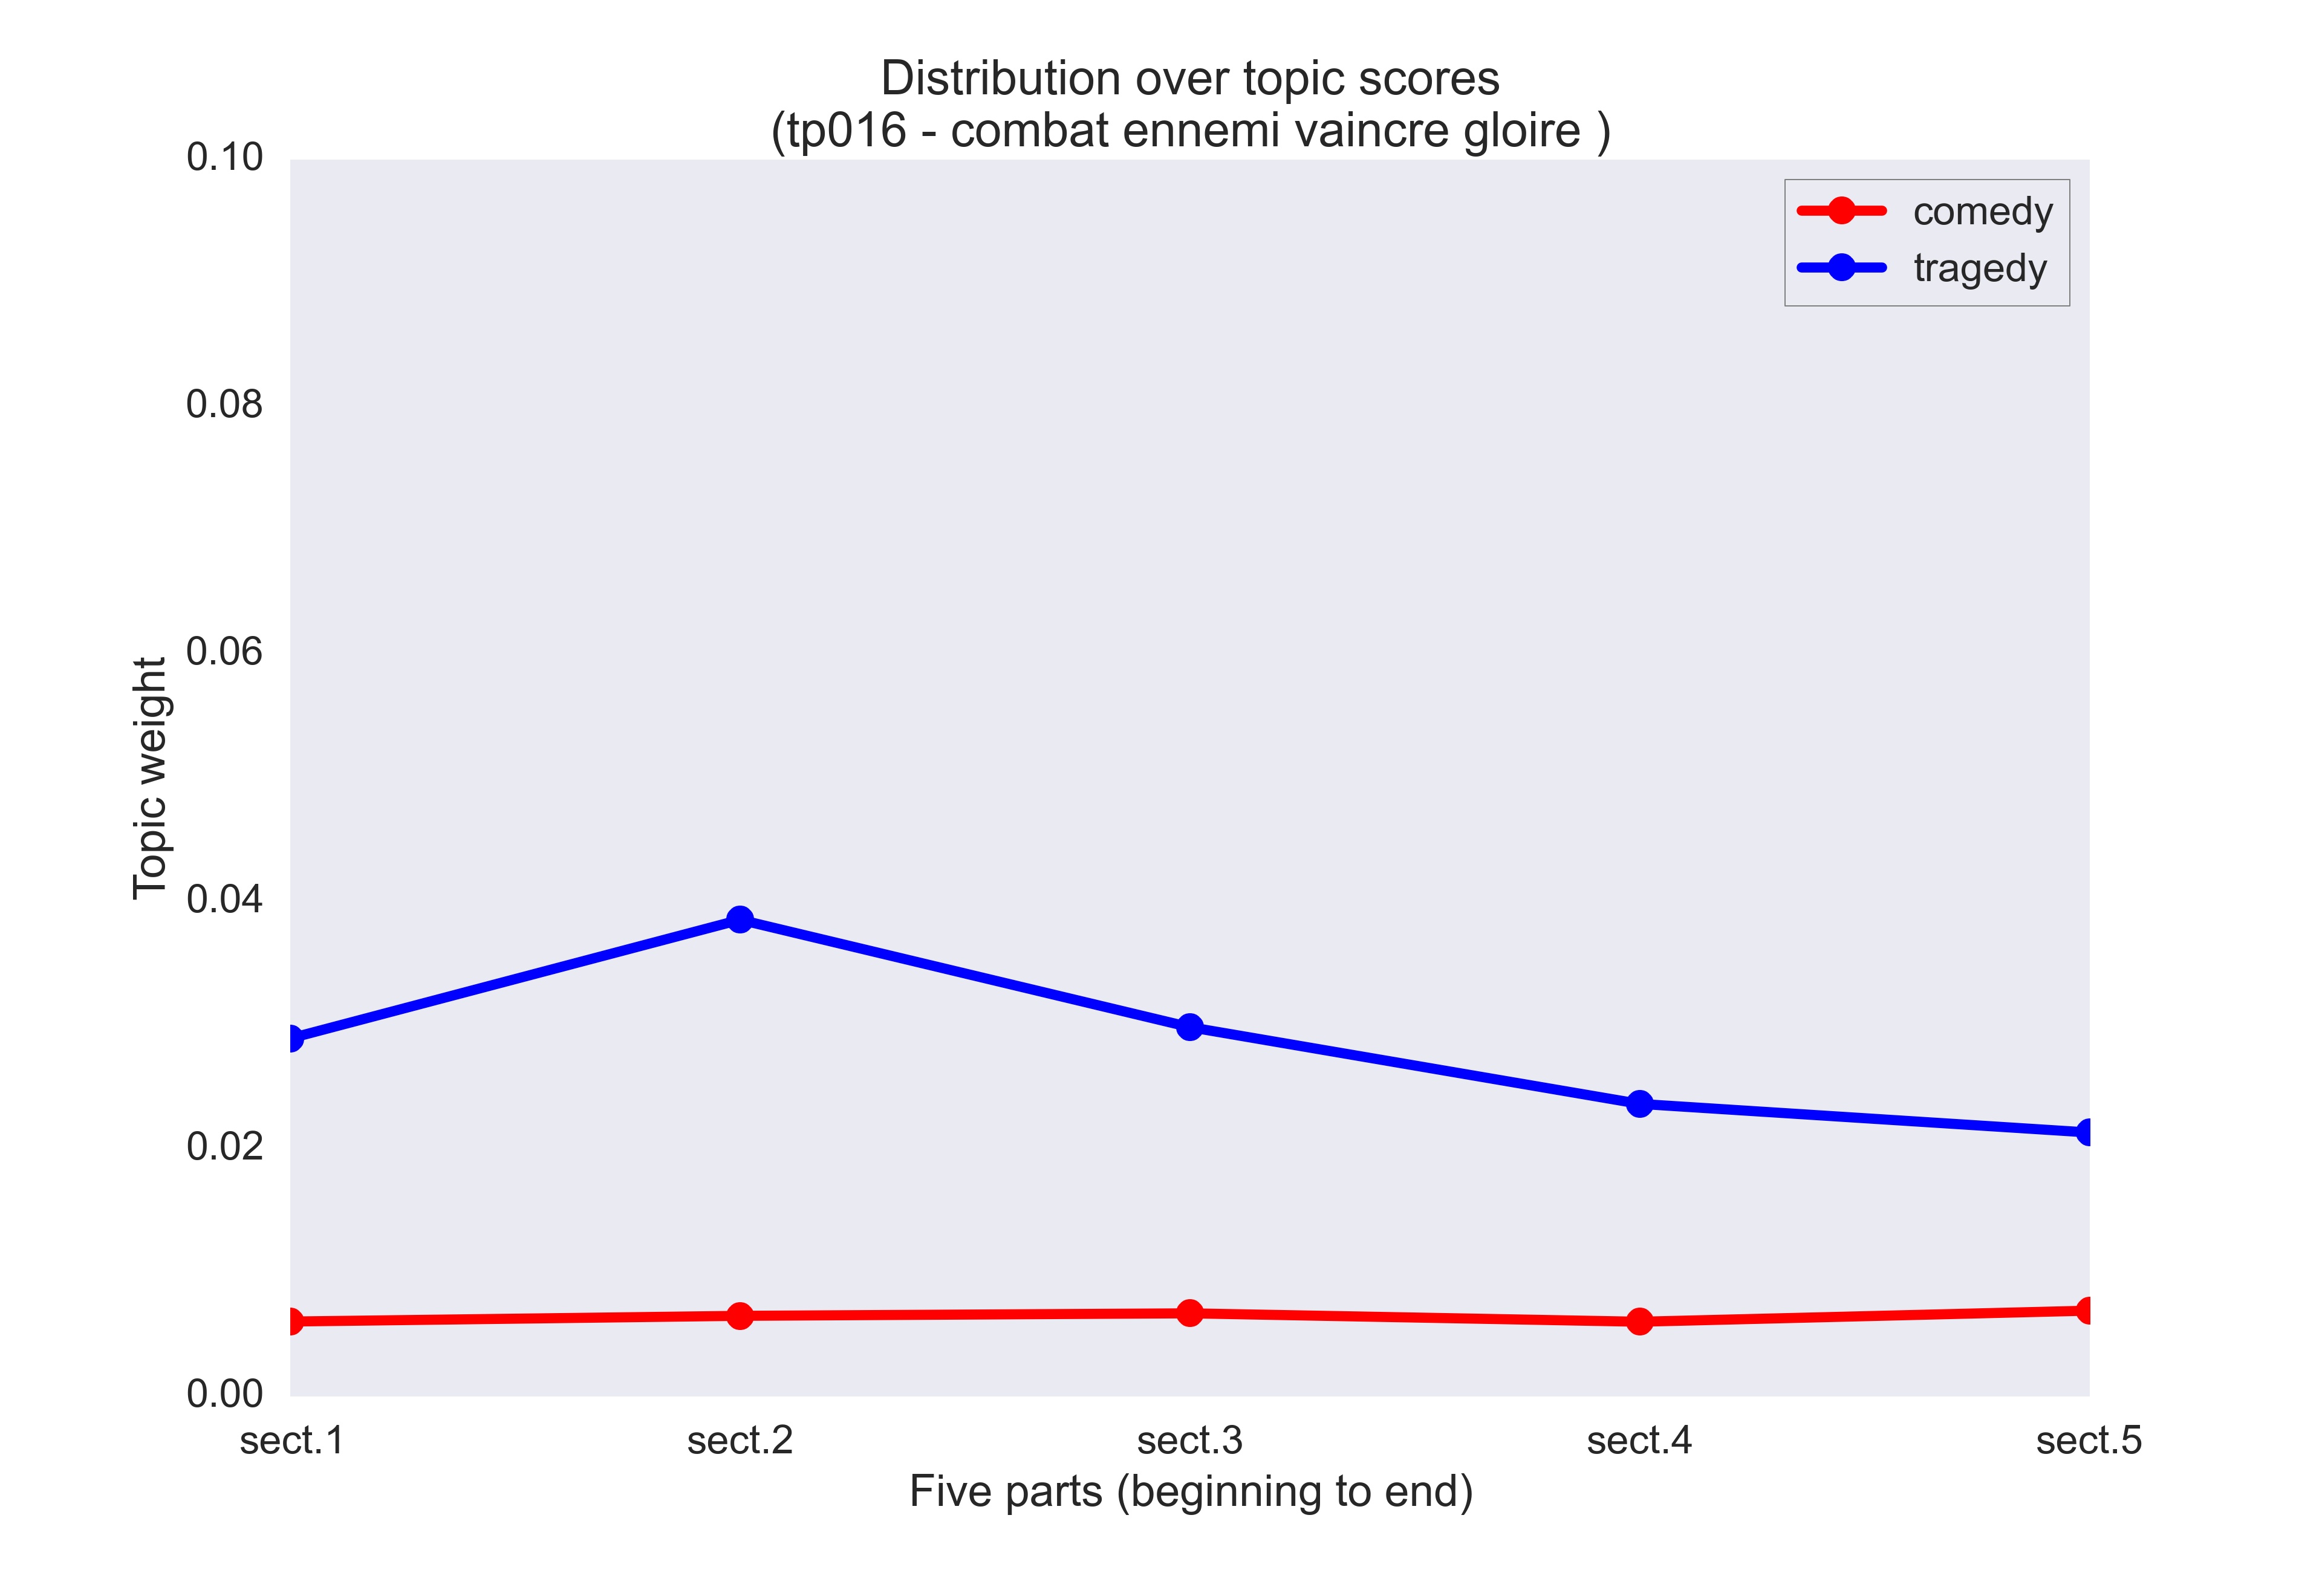 Distribution over topic scores
(tp016 - combat ennemi vaincre gloire )
comedy
tragedy
0.10
0.08
0.06
0.04
0.02
0.00
Topic weight
sect.1
sect.2
sect.3
sect.4
sect.5
Five parts (beginning to end)